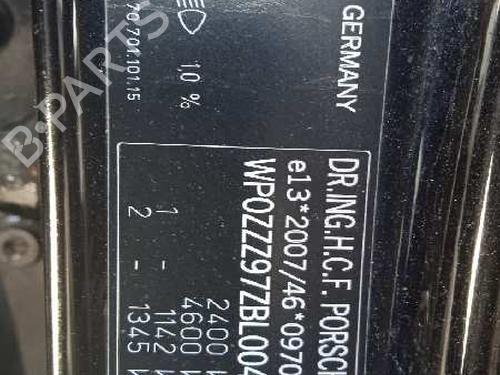 DR.ING.H.C.F. PORSC
e13*2007/46*0970
WP0ZZZ97ZBL004
2400
4600
1 - 1142
2 - 1345
GERMANY
1.0 %
70.701.101.15
B-PARTS